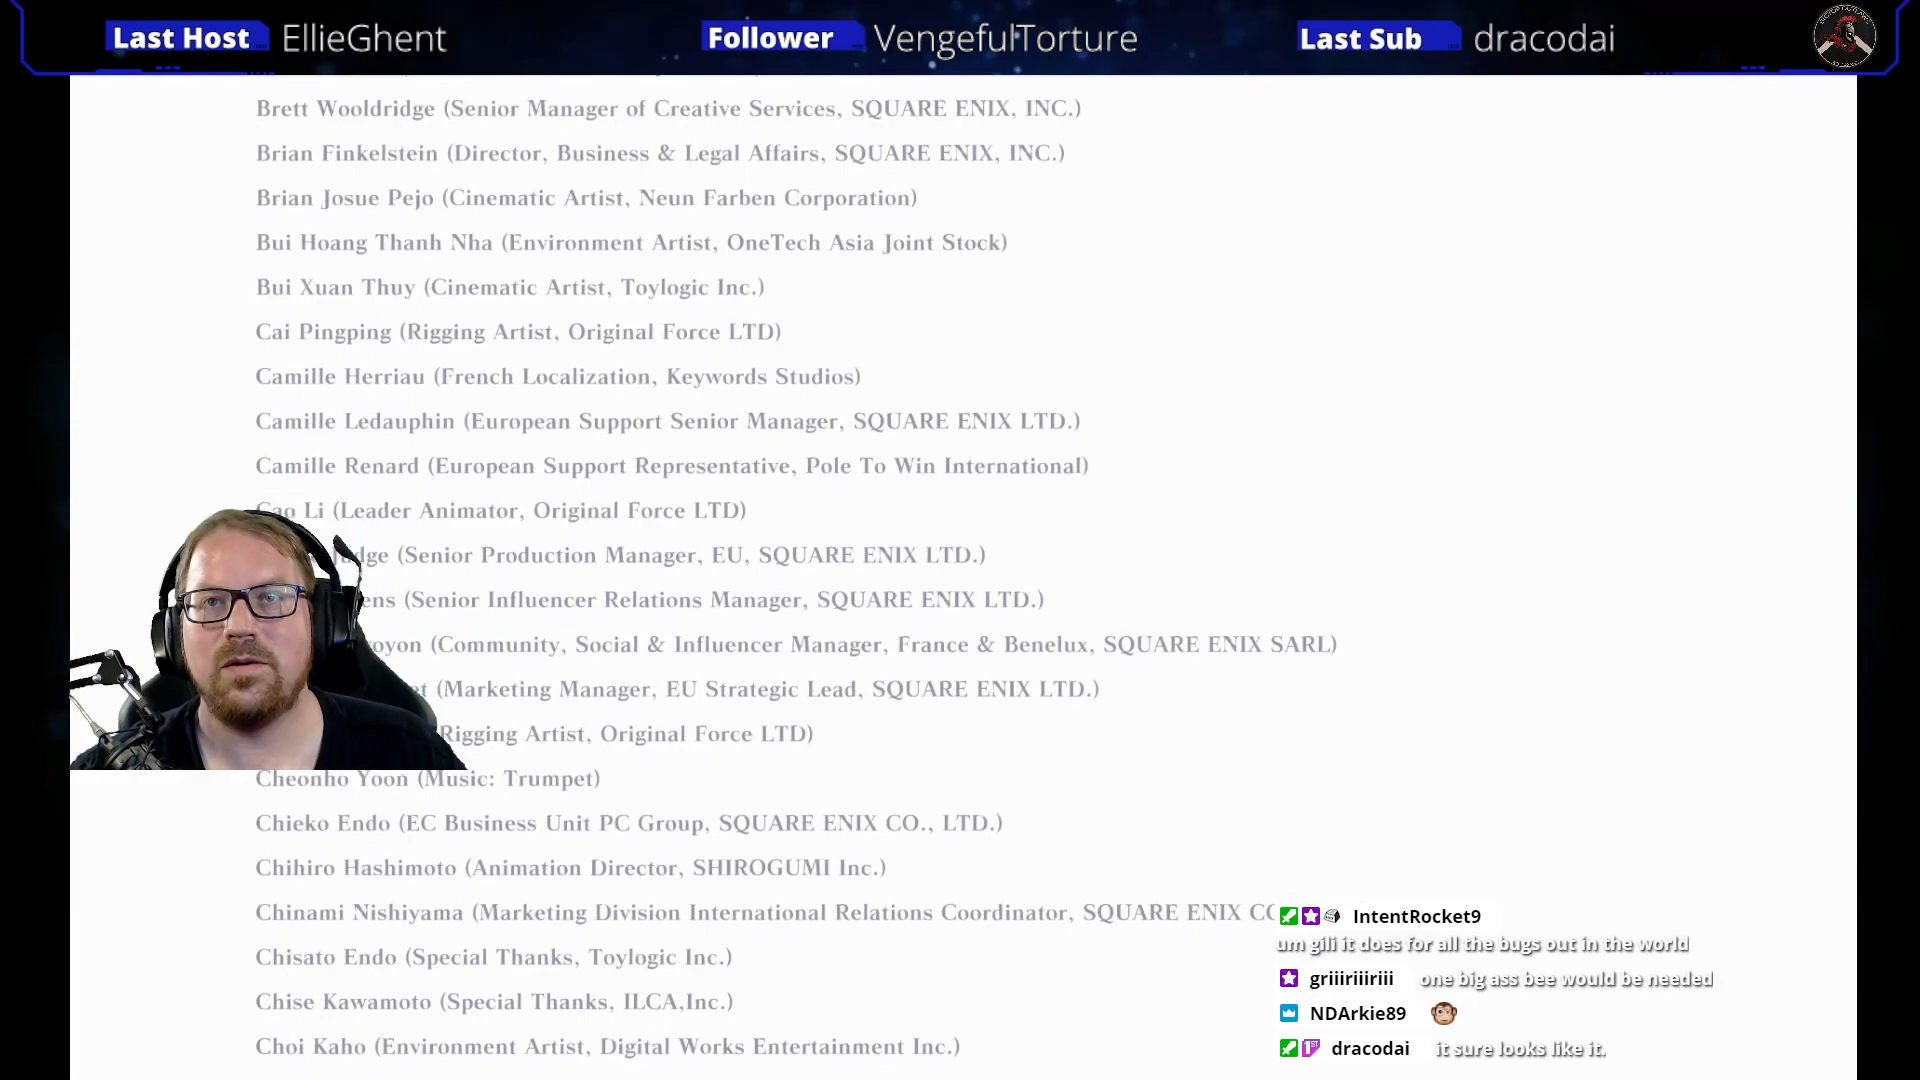 Last Host EllieGhent Follower VengefulTorture Last Sub dracodai
Brett Wooldridge (Senior Manager of Creative Services, SQUARE ENIX, INC.)
Brian Finkelstein (Director, Business & Legal Affairs, SQUARE ENIX, INC.)
Brian Josue Pejo (Cinematic Artist, Neun Farben Corporation)
Bui Hoang Thanh Nha (Environment Artist, OneTech Asia Joint Stock)
Bui Xuan Thuy (Cinematic Artist, Toylogic Inc.)
Cai Pingping (Rigging Artist, Original Force LTD)
Camille Herriau (French Localization, Keywords Studios)
Camille Ledauphin (European Support Senior Manager, SQUARE ENIX LTD.)
Camille Renard (European Support Representative, Pole To Win International)
Cao Li (Leader Animator, Original Force LTD)
(Senior Production Manager, EU, SQUARE ENIX LTD.)
(Senior Influencer Relations Manager, SQUARE ENIX LTD.)
(Community, Social & Influencer Manager, France & Benelux, SQUARE ENIX SARL)
(Marketing Manager, EU Strategic Lead, SQUARE ENIX LTD.)
Rigging Artist, Original Force LTD)
Cheonho Yoon (Music: Trumpet)
Chieko Endo (EC Business Unit PC Group, SQUARE ENIX CO., LTD.)
Chihiro Hashimoto (Animation Director, SHIROGUMI Inc.)
Chinami Nishiyama (Marketing Division International Relations Coordinator, SQUARE ENIX
Chisato Endo (Special Thanks, Toylogic Inc.)
Chise Kawamoto (Special Thanks, ILCA,Inc.)
Choi Kaho (Environment Artist, Digital Works Entertainment Inc.)
IntentRocket9
um gili it does for all the bugs out in the world
griiiriiiriii one big ass bee would be needed
NDArkie89
dracodai it sure looks like it.